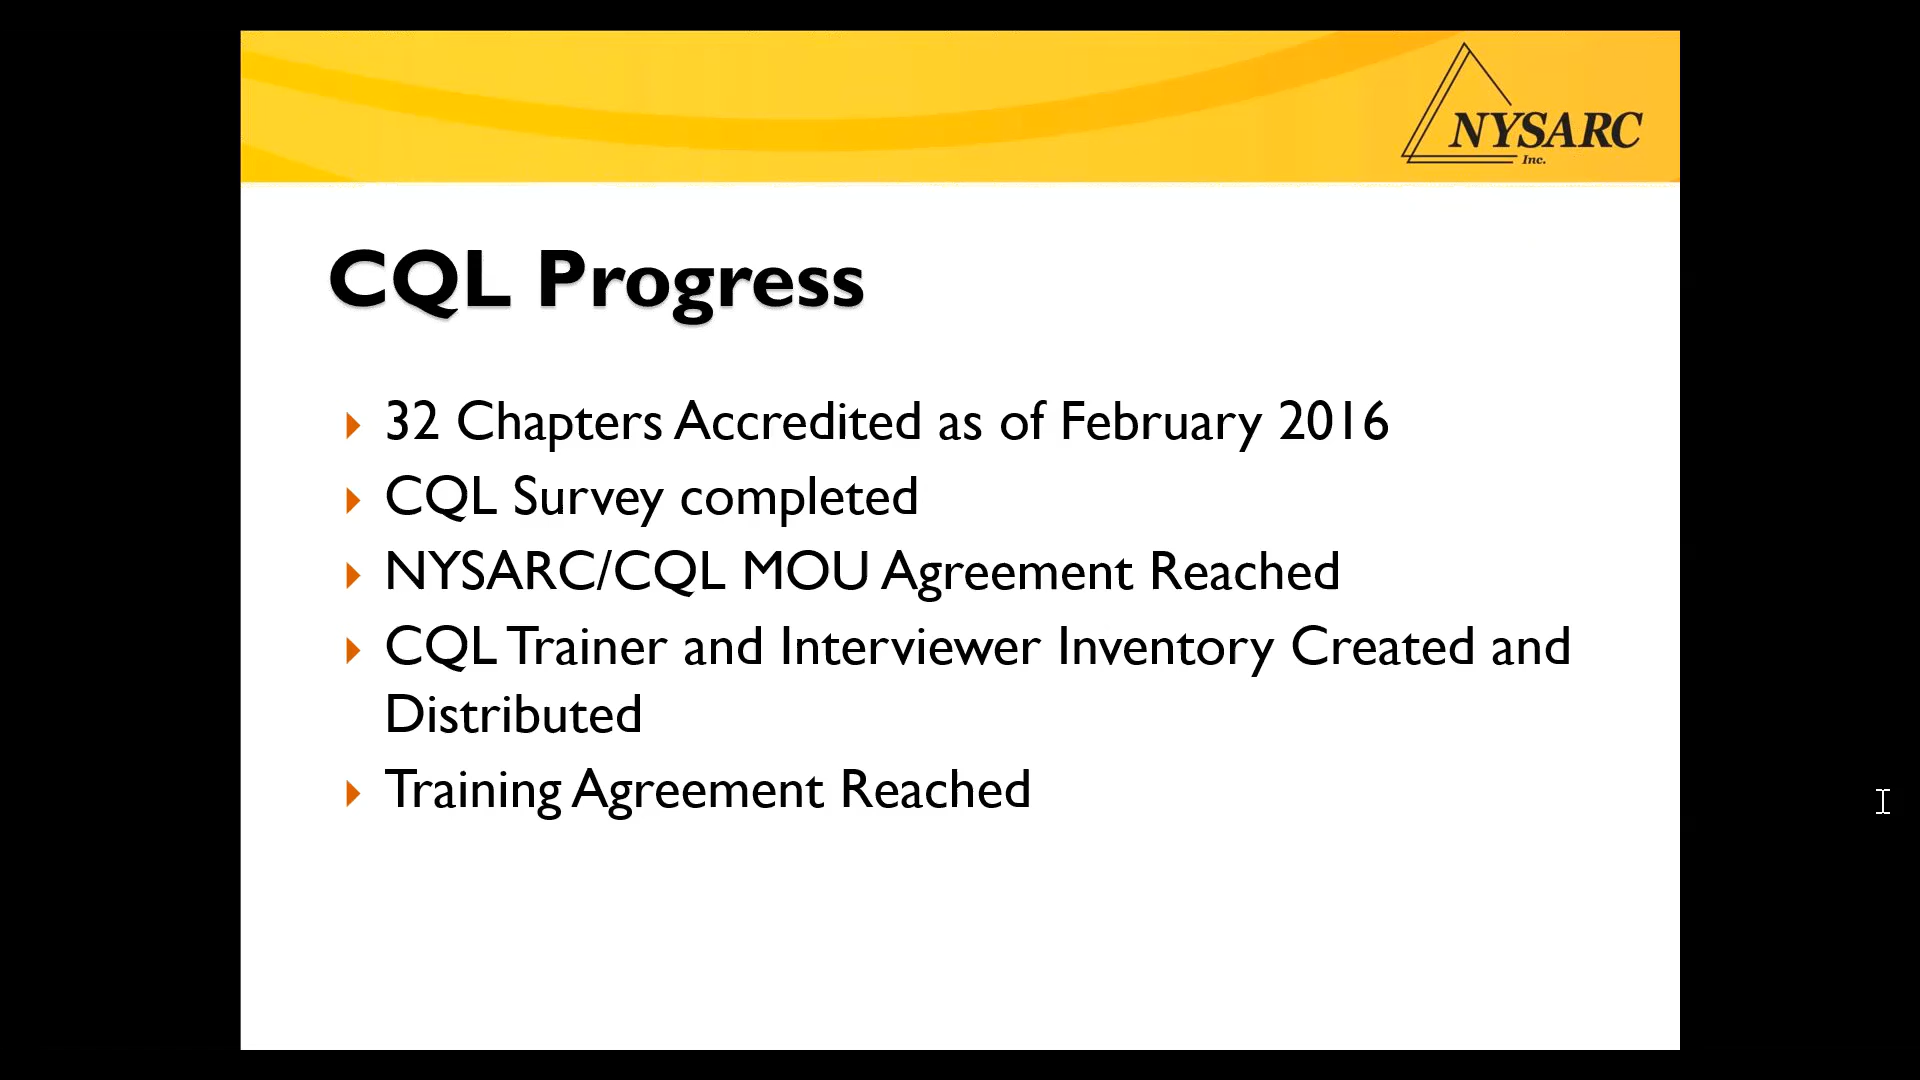 NYSARC
Inc.
CQL Progress
32 Chapters Accredited as of February 2016
CQL Survey completed
NYSARC/CQL MOU Agreement Reached
CQL Trainer and Interviewer Inventory Created and
Distributed
Training Agreement Reached